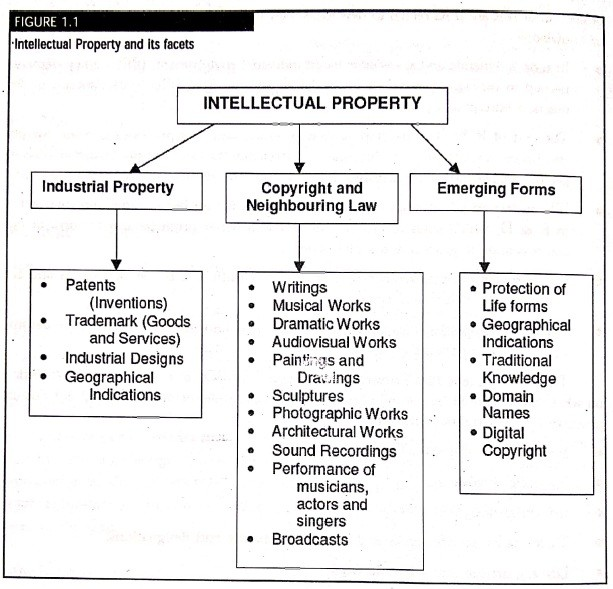 FIGURE 1.1
Intellectual Property and its facets
INTELLECTUAL PROPERTY
Industrial Property
Copyright and
Neighbouring Law
Emerging Forms
• Patents
(Inventions)
• Trademark (Goods
and Services)
• Industrial Designs
• Geographical
Indications
• Writings
• Musical Works
• Dramatic Works
• Audiovisual Works
• Paintings and
Drawings
• Sculptures
• Photographic Works
• Architectural Works
• Sound Recordings
• Performance of
musicians,
actors and
singers
• Broadcasts
• Protection of
Life forms
• Geographical
Indications
• Traditional
Knowledge
• Domain
Names
• Digital
Copyright